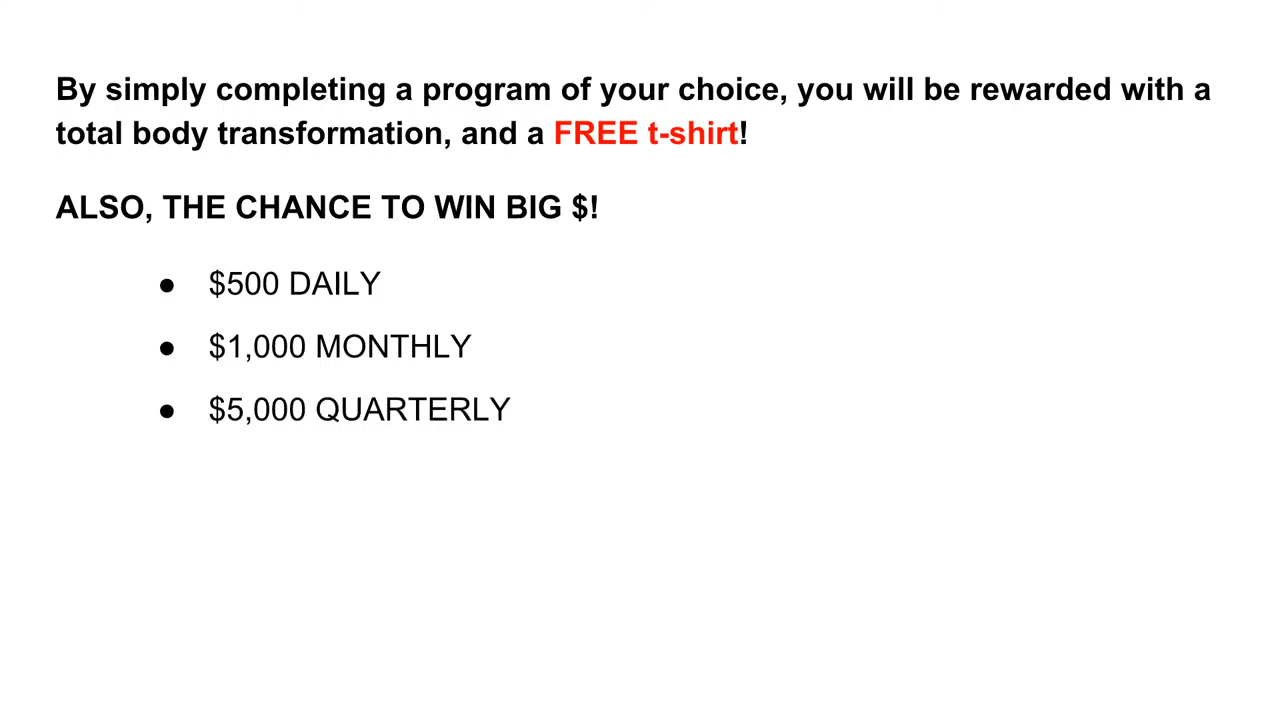 By simply completing a program of your choice, you will be rewarded with a
total body transformation, and a FREE t-shirt!
ALSO, THE CHANCE TO WIN BIG $!
● $500 DAILY
● $1,000 MONTHLY
● $5,000 QUARTERLY